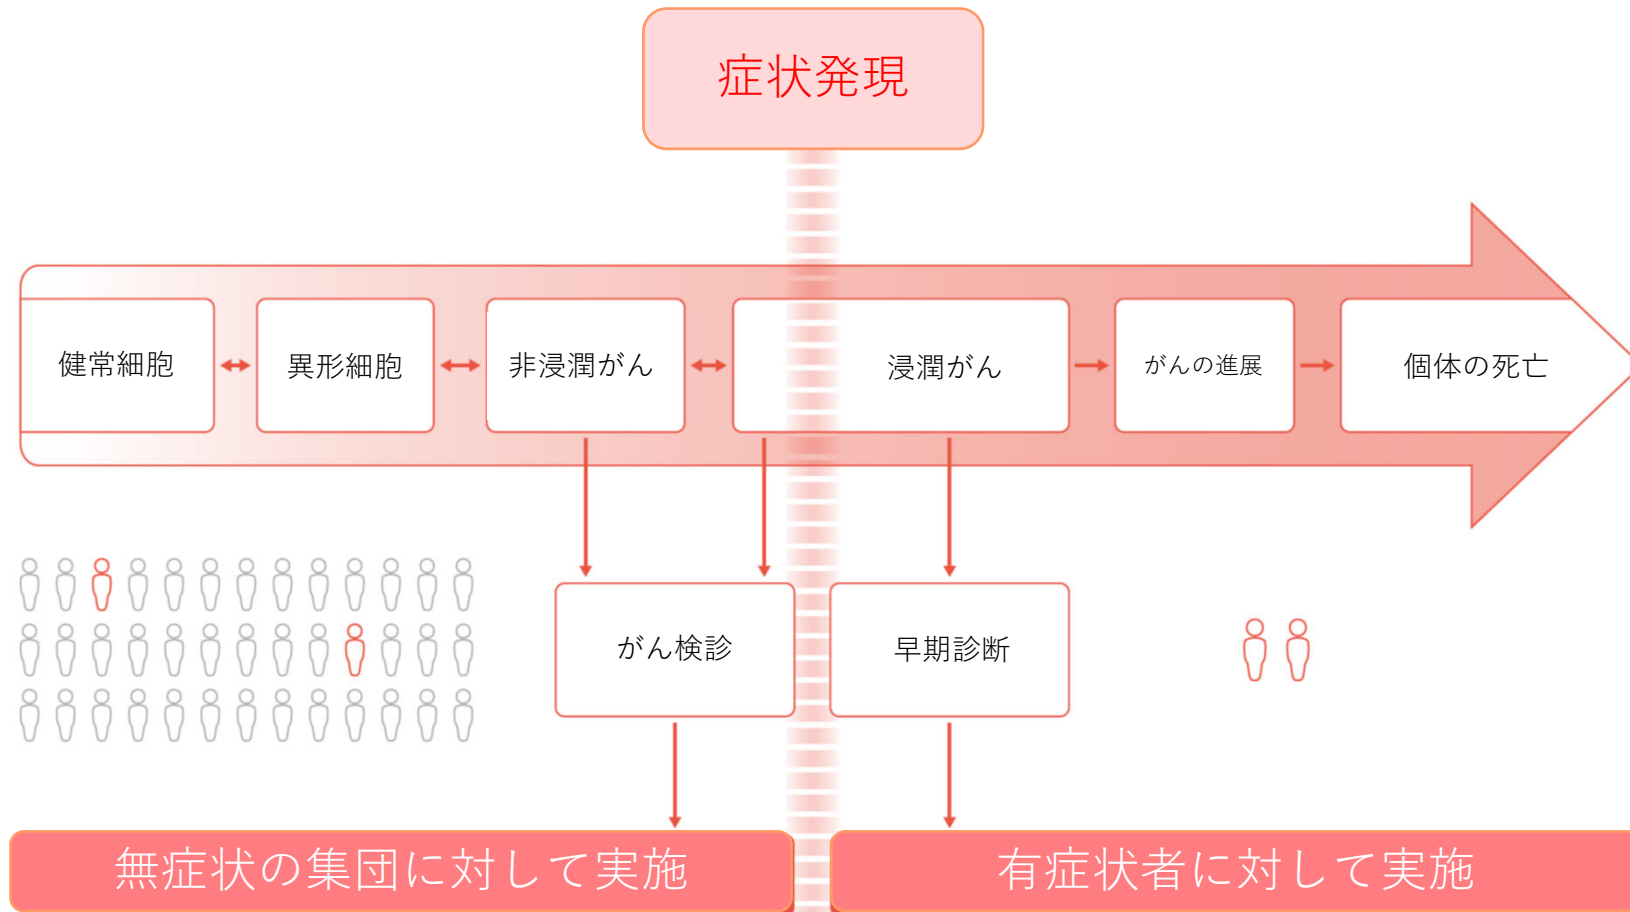 症状発現
健常細胞
異形細胞
非浸潤がん
浸潤がん
がんの進展
個体の死亡
がん検診
早期診断
無症状の集団に対して実施
有症状者に対して実施